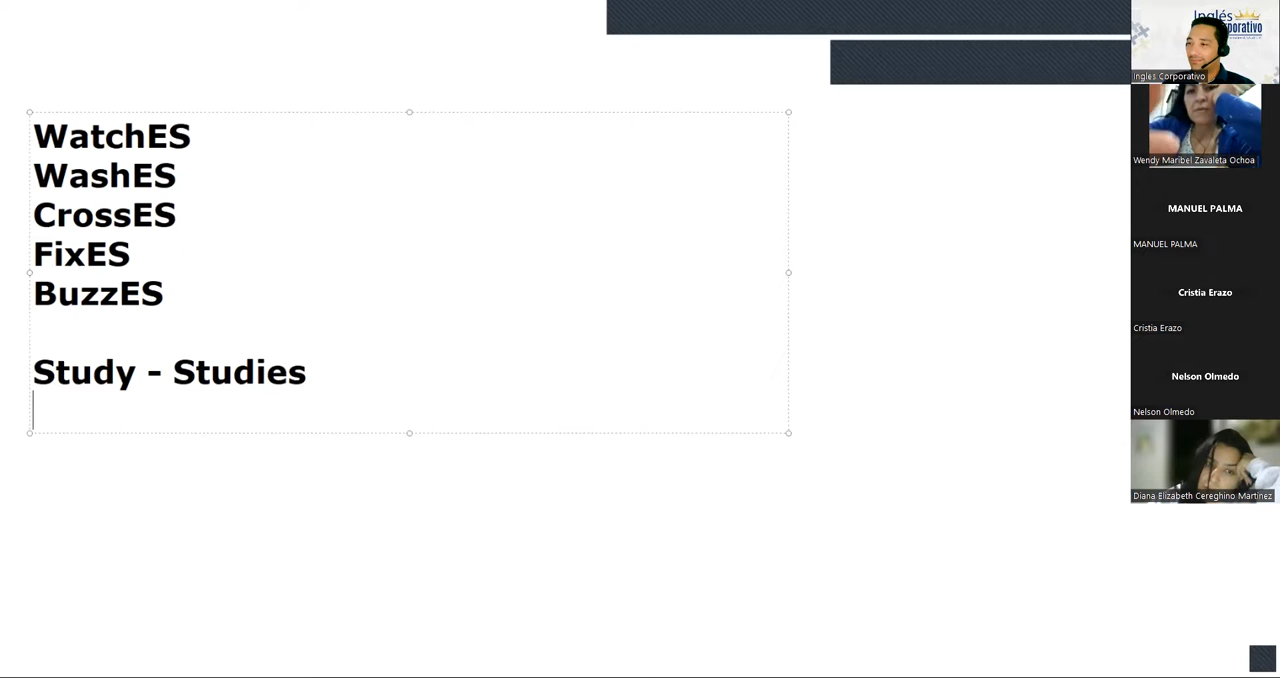 WatchES
WashES
CrossES
FixES
BuzzES
Study - Studies
Inglés
Ingles Corporativo
Wendy Maribel Zavaleta Ochoa
MANUEL PALMA
MANUEL PALMA
Cristia Erazo
Cristia Erazo
Nelson Olmedo
Nelson Olmedo
Diana Elizabeth Cereghino Martinez